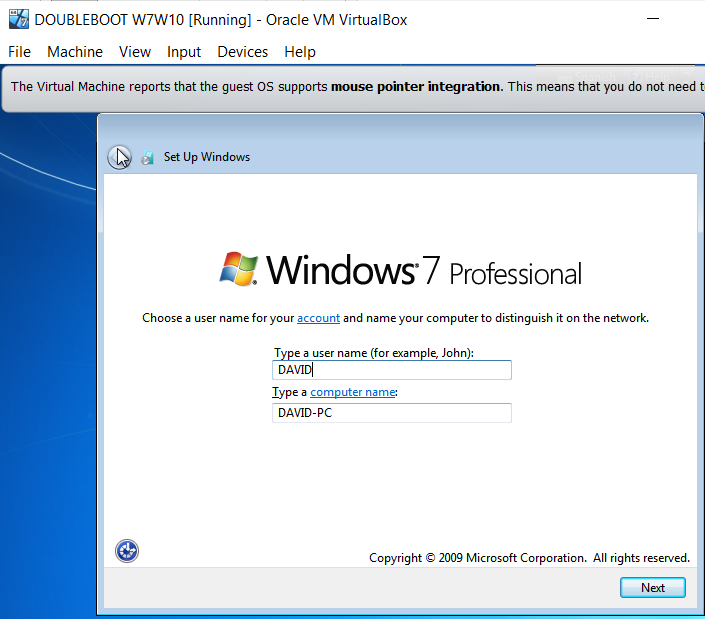 DOUBLEBOOT W7W10 [Running] - Oracle VM VirtualBox
File Machine View Input Devices Help
The Virtual Machine reports that the guest OS supports mouse pointer integration. This means that you do not need t
Set Up Windows
Windows 7 Professional
Choose a user name for your account and name your computer to distinguish it on the network.
Type a user name (for example, John):
DAVID
Type a computer name:
DAVID-PC
Copyright © 2009 Microsoft Corporation. All rights reserved.
Next